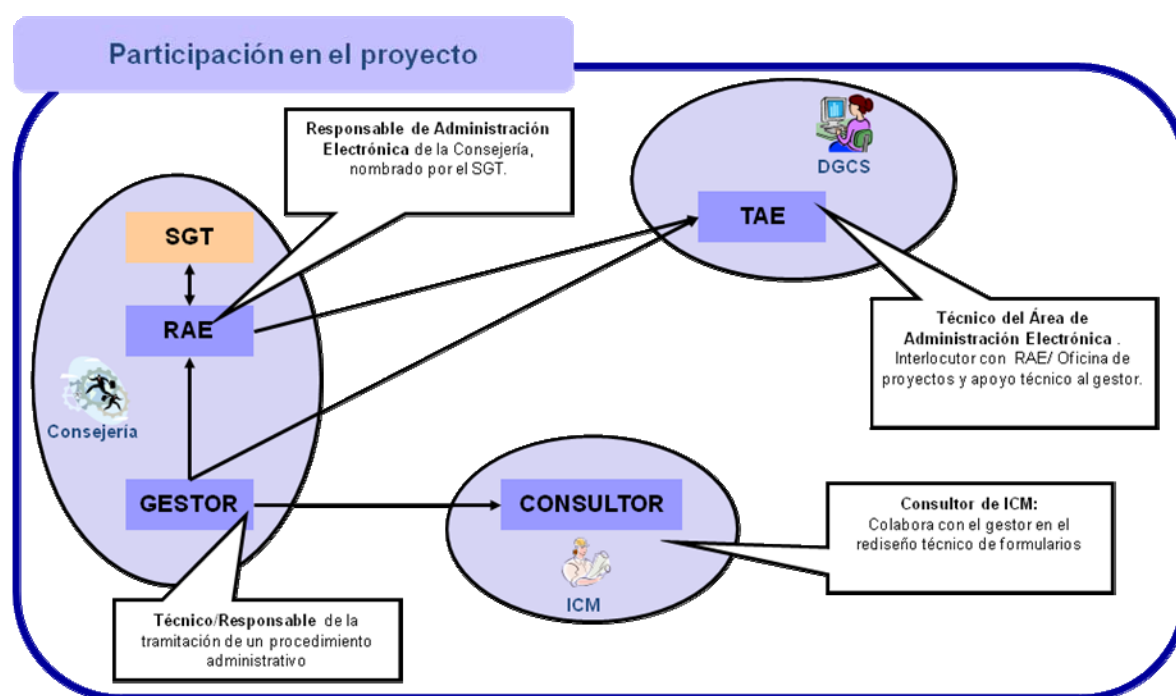 Participación en el proyecto
Responsable de Administración
Electrónica de la Consejería,
nombrado por el SGT.
DGCS
TAE
SGT
RAE
Técnico del Área de
Administración Electrónica .
Interlocutor con RAE/ Oficina de
proyectos y apoyo técnico al gestor.
Consejería
GESTOR
CONSULTOR
ICM
Consultor de ICM:
Colabora con el gestor en el
rediseño técnico de formularios
Técnico/Responsable de la
tramitación de un procedimiento
administrativo